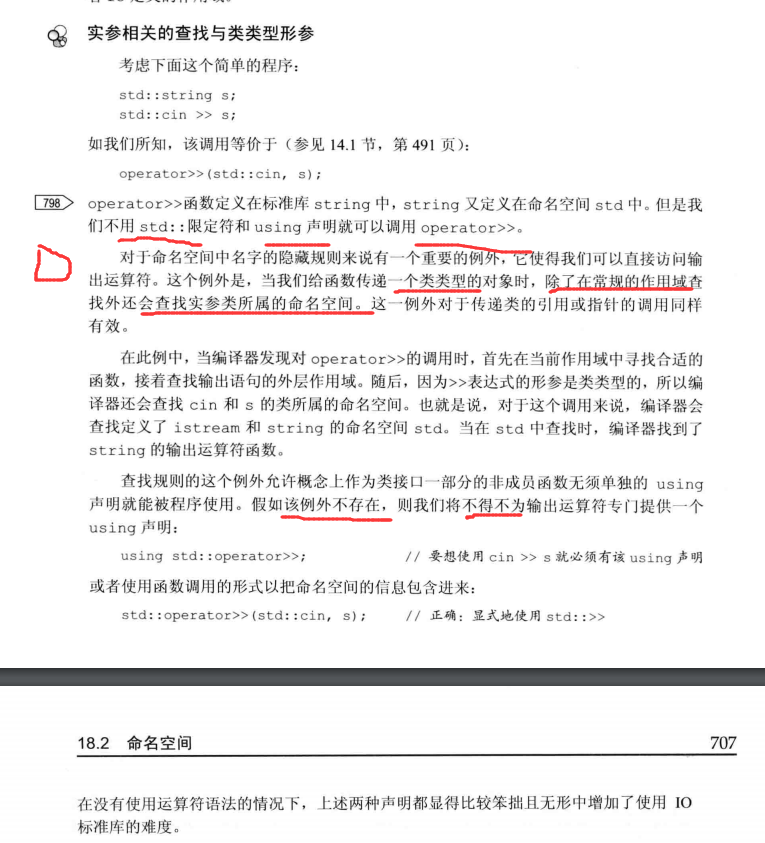 实参相关的查找与类类型形参
考虑下面这个简单的程序:
std::string s;
std::cin >> s;
如我们所知，该调用等价于（参见 14.1 节，第 491 页）:
operator>>(std::cin, s);
798
operator>>函数定义在标准库 string 中，string 又定义在命名空间 std 中。但是我
们不用 std::限定符和 using 声明就可以调用 operator>>。
对于命名空间中名字的隐藏规则来说有一个重要的例外，它使得我们可以直接访问输
出运算符。这个例外是，当我们给函数传递一个类类型的对象时，除了在常规的作用域查
找外还会查找实参类所属的命名空间。这一例外对于传递类的引用或指针的调用同样
有效。
在此例中，当编译器发现对 operator>>的调用时，首先在当前作用域中寻找合适的
函数，接着查找输出语句的外层作用域。随后，因为>>表达式的形参是类类型的，所以编
译器还会查找 cin 和 s 的类所属的命名空间。也就是说，对于这个调用来说，编译器会
查找定义了 istream 和 string 的命名空间 std。当在 std 中查找时，编译器找到了
string 的输出运算符函数。
查找规则的这个例外允许概念上作为类接口一部分的非成员函数无须单独的 using
声明就能被程序使用。假如该例外不存在，则我们将不得不为输出运算符专门提供一个
using 声明:
using std::operator>>; // 要想使用 cin >> s 就必须有该 using 声明
或者使用函数调用的形式以把命名空间的信息包含进来:
std::operator>>(std::cin, s); // 正确: 显式地使用 std::>>
18.2 命名空间 707
在没有使用运算符语法的情况下，上述两种声明都显得比较笨拙且无形中增加了使用 IO
标准库的难度。